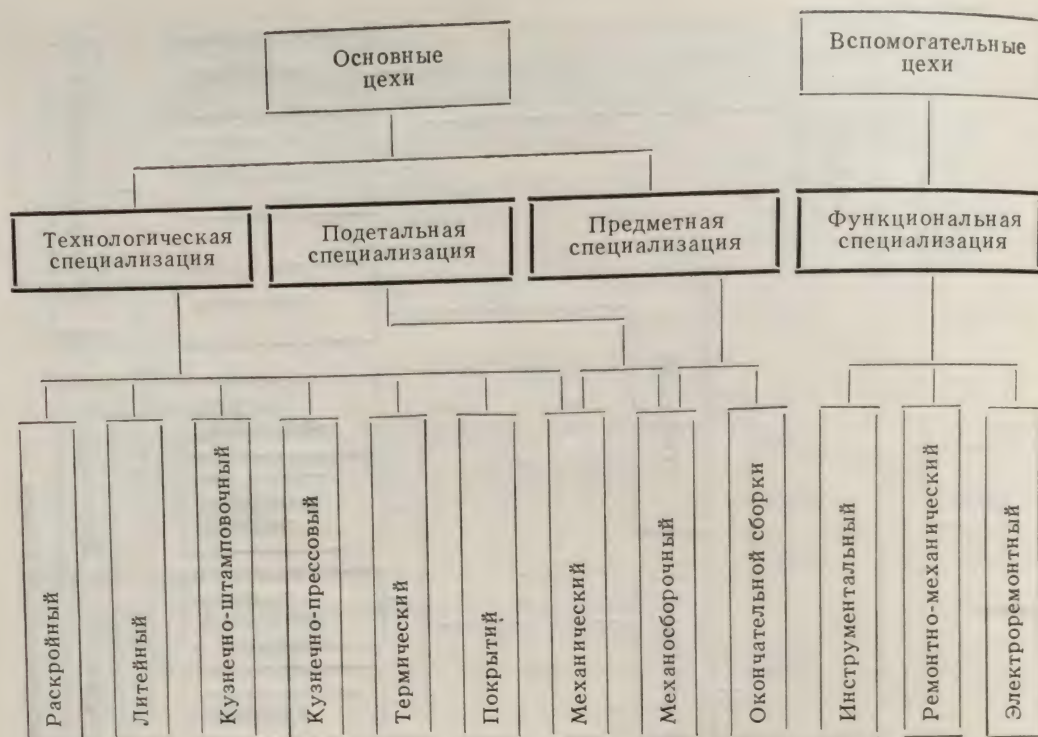 Основные
цехи
Вспомогательные
цехи
Технологическая
специализация
Подетальная
специализация
Предметная
специализация
Функциональная
специализация
Раскройный
Литейный
Кузнечно-штамповочный
Кузнечно-прессовый
Термический
Покрытий
Механический
Механосборочный
Окончательной сборки
Инструментальный
Ремонтно-механический
Электроремонтный